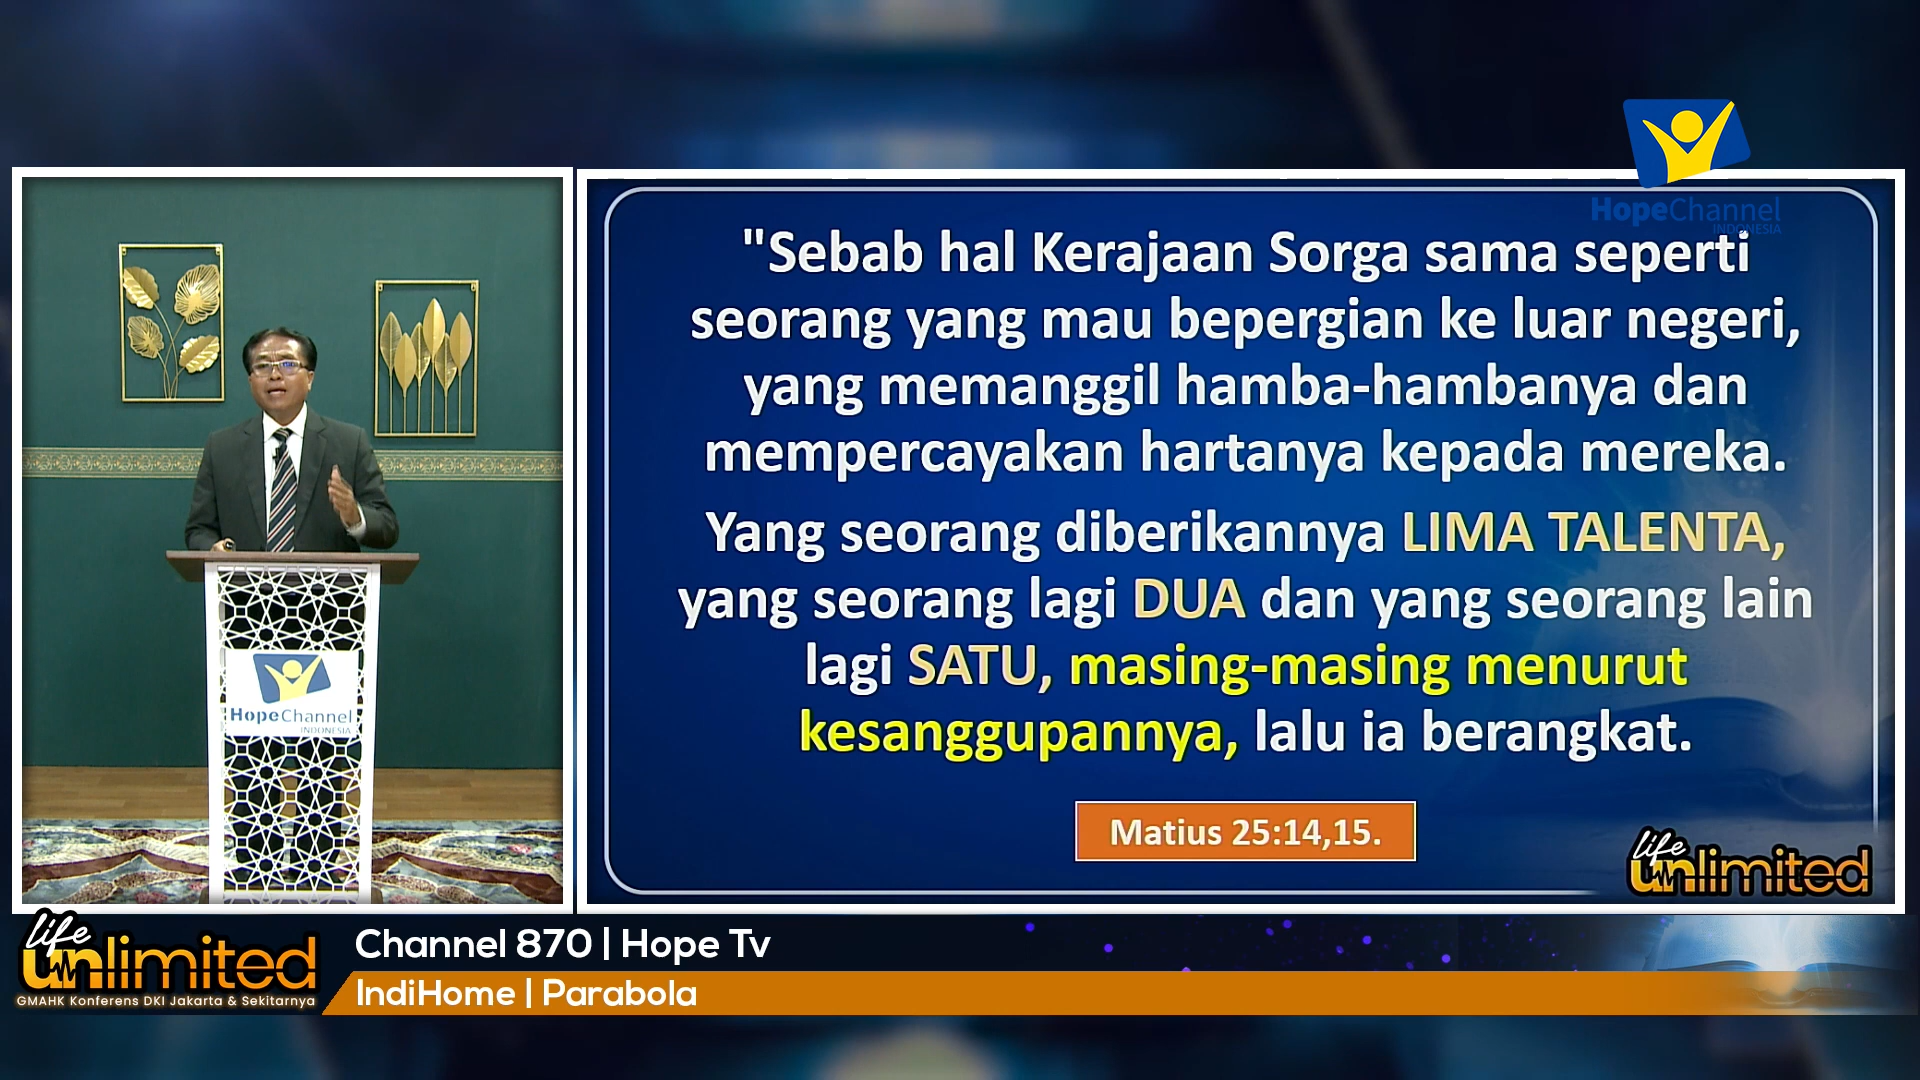 HopeChannel
INDONESIA
"Sebab hal Kerajaan Sorga sama seperti
seorang yang mau bepergian ke luar negeri,
yang memanggil hamba-hambanya dan
mempercayakan hartanya kepada mereka.
Yang seorang diberikannya LIMA TALENTA,
yang seorang lagi DUA dan yang seorang lain
lagi SATU, masing-masing menurut
kesanggupannya, lalu ia berangkat.
Matius 25:14,15.
life
unlimited
HopeChannel
INDONESIA
life
unlimited
GMAHK Konferens DKI Jakarta & Sekitarnya
Channel 870 | Hope Tv
IndiHome | Parabola